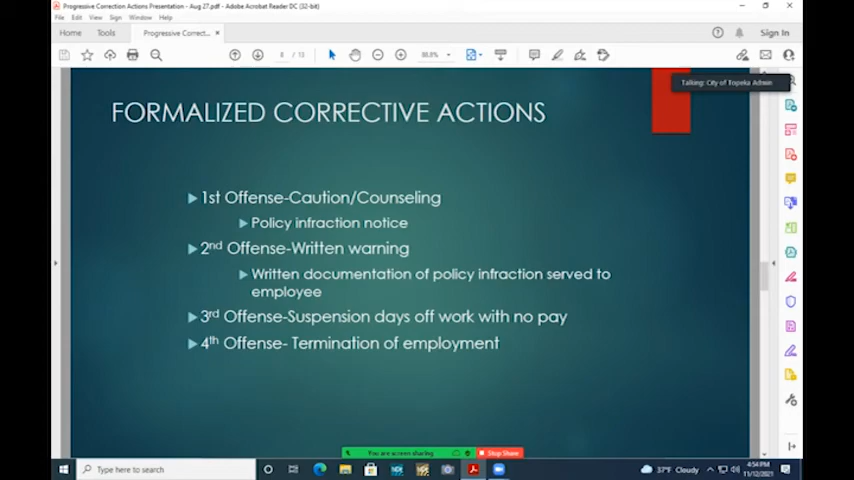 Progressive Correction Actions Presentation - Aug 27.pdf - Adobe Acrobat Reader DC (32-bit)
File Edit View Sign Window Help
Home Tools Progressive Correct... × Sign In
8 / 13 88.8%
Talking: City of Topeka Admin
FORMALIZED CORRECTIVE ACTIONS
1st Offense-Caution/Counseling
Policy infraction notice
2nd Offense-Written warning
Written documentation of policy infraction served to
employee
3rd Offense-Suspension days off work with no pay
4th Offense- Termination of employment
You are screen sharing Stop Share
Type here to search
37°F Cloudy
4:54 PM
11/12/2021